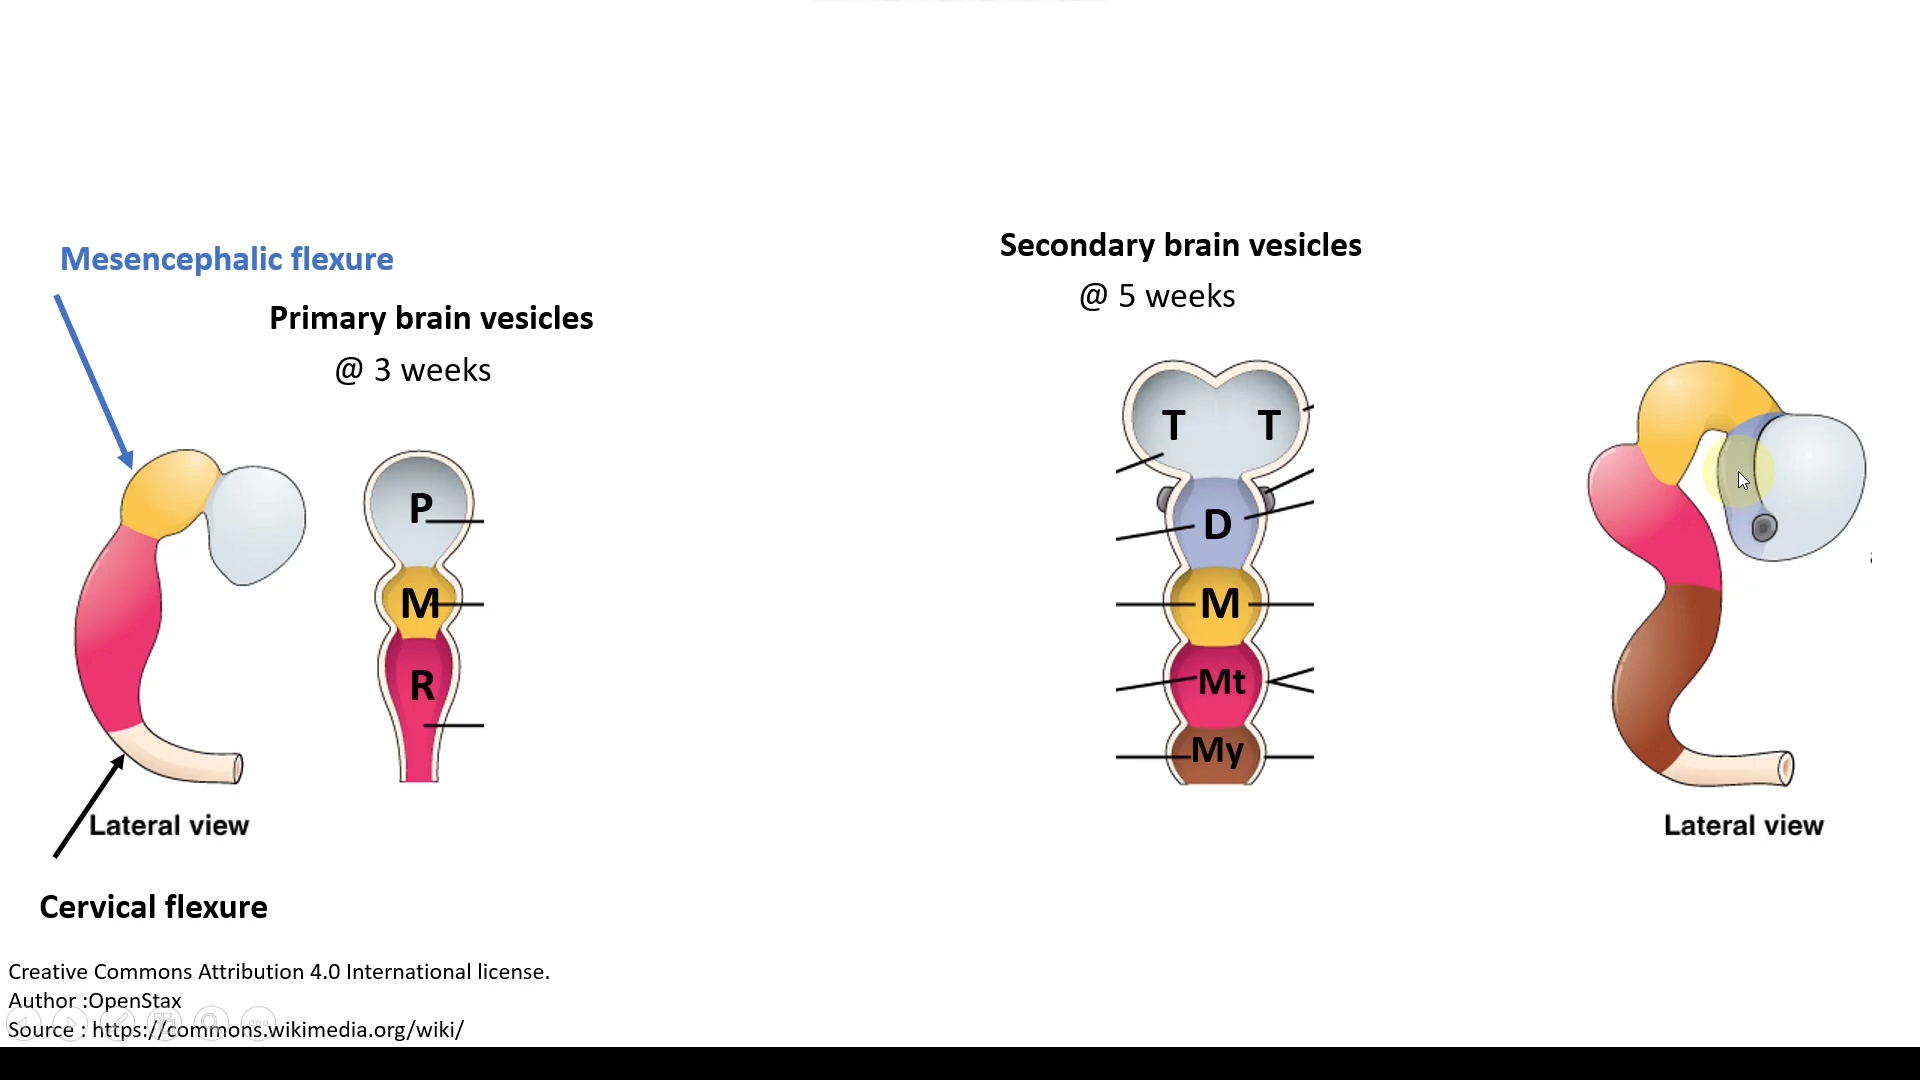 Mesencephalic flexure
Primary brain vesicles
@ 3 weeks
P
M
R
Lateral view
Cervical flexure
Secondary brain vesicles
@ 5 weeks
T T
D
M
Mt
My
Lateral view
Creative Commons Attribution 4.0 International license.
Author :OpenStax
Source : https://commons.wikimedia.org/wiki/